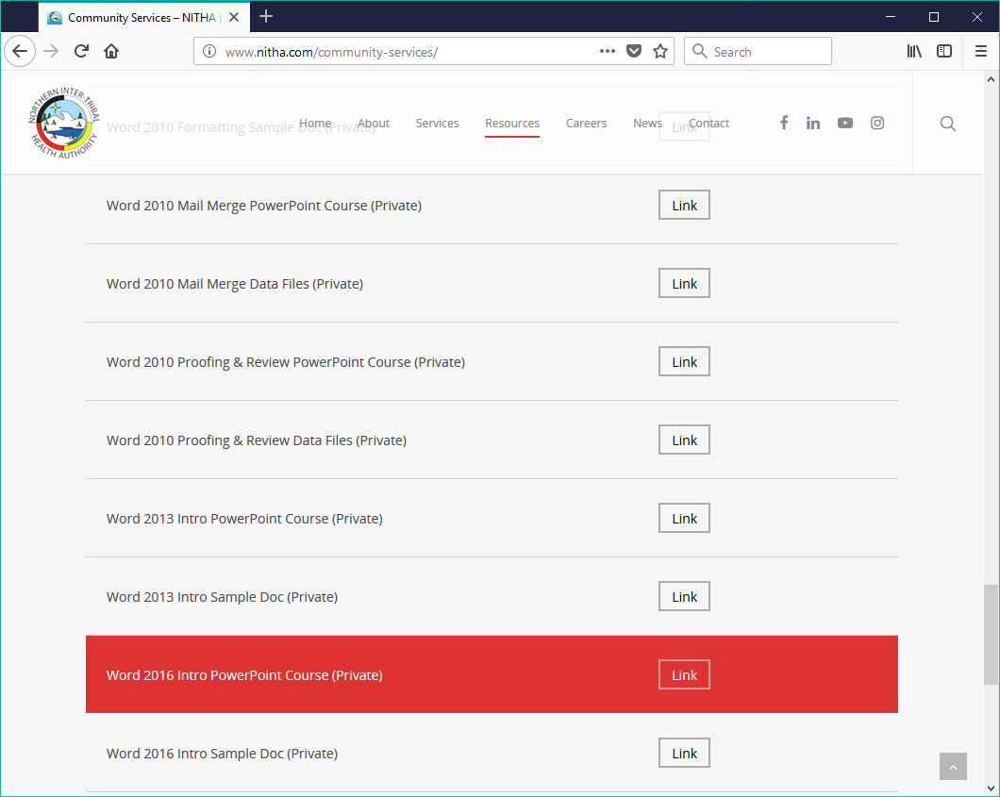 Community Services – NITHA |
www.nitha.com/community-services/
Search
NORTHERN INTER-TRIBAL
HEALTH AUTHORITY
Home About Services Resources Careers News Contact
Word 2010 Formatting Sample Doc (Private) Link
Word 2010 Mail Merge PowerPoint Course (Private) Link
Word 2010 Mail Merge Data Files (Private) Link
Word 2010 Proofing & Review PowerPoint Course (Private) Link
Word 2010 Proofing & Review Data Files (Private) Link
Word 2013 Intro PowerPoint Course (Private) Link
Word 2013 Intro Sample Doc (Private) Link
Word 2016 Intro PowerPoint Course (Private) Link
Word 2016 Intro Sample Doc (Private) Link